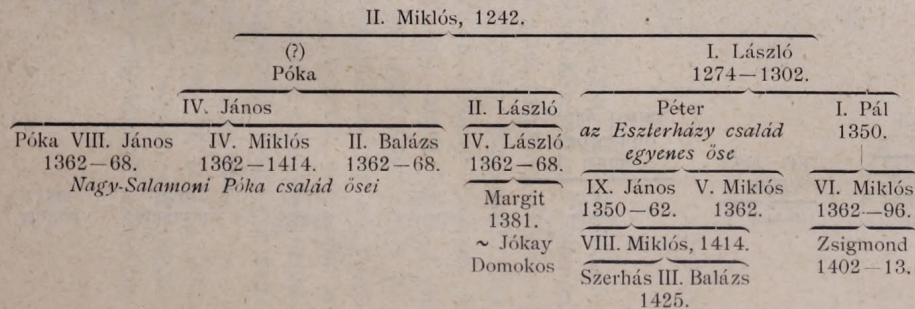 II. Miklós, 1242.
(?) I. László
Póka 1274—1302.
IV. János II. László Péter I. Pál
Póka VIII. János IV. Miklós II. Balázs IV. László az Eszterházy család 1350.
1362—68. 1362—1414. 1362—68. 1362—68. egyenes őse
Nagy-Salamoni Póka család ősei
Margit IX. János V. Miklós VI. Miklós
1381. 1350—62. 1362. 1362—96.
~ Jókay VIII. Miklós, 1414. Zsigmond
Domokos 1402—13.
Szerhás III. Balázs
1425.